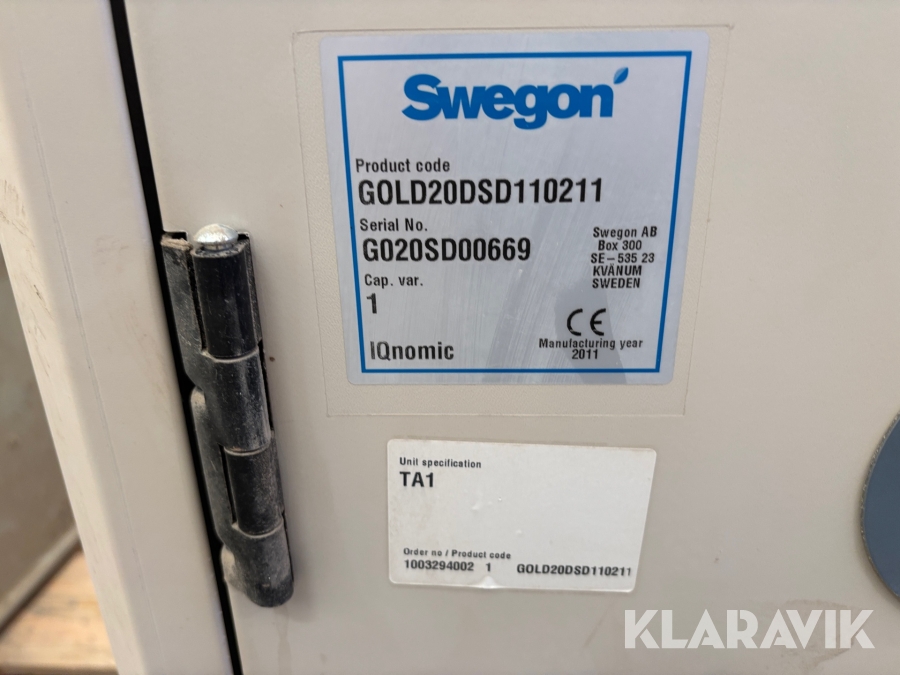 Swegon
Product code
GOLD20DSD110211
Serial No.
G020SD00669
Cap. var.
1
IQnomic
Swegon AB
Box 300
SE-535 23
KVÄNUM
SWEDEN
CE
Manufacturing year
2011
Unit specification
TA1
Order no / Product code
1003294002 1 GOLD20DSD110211
KLARAVIK